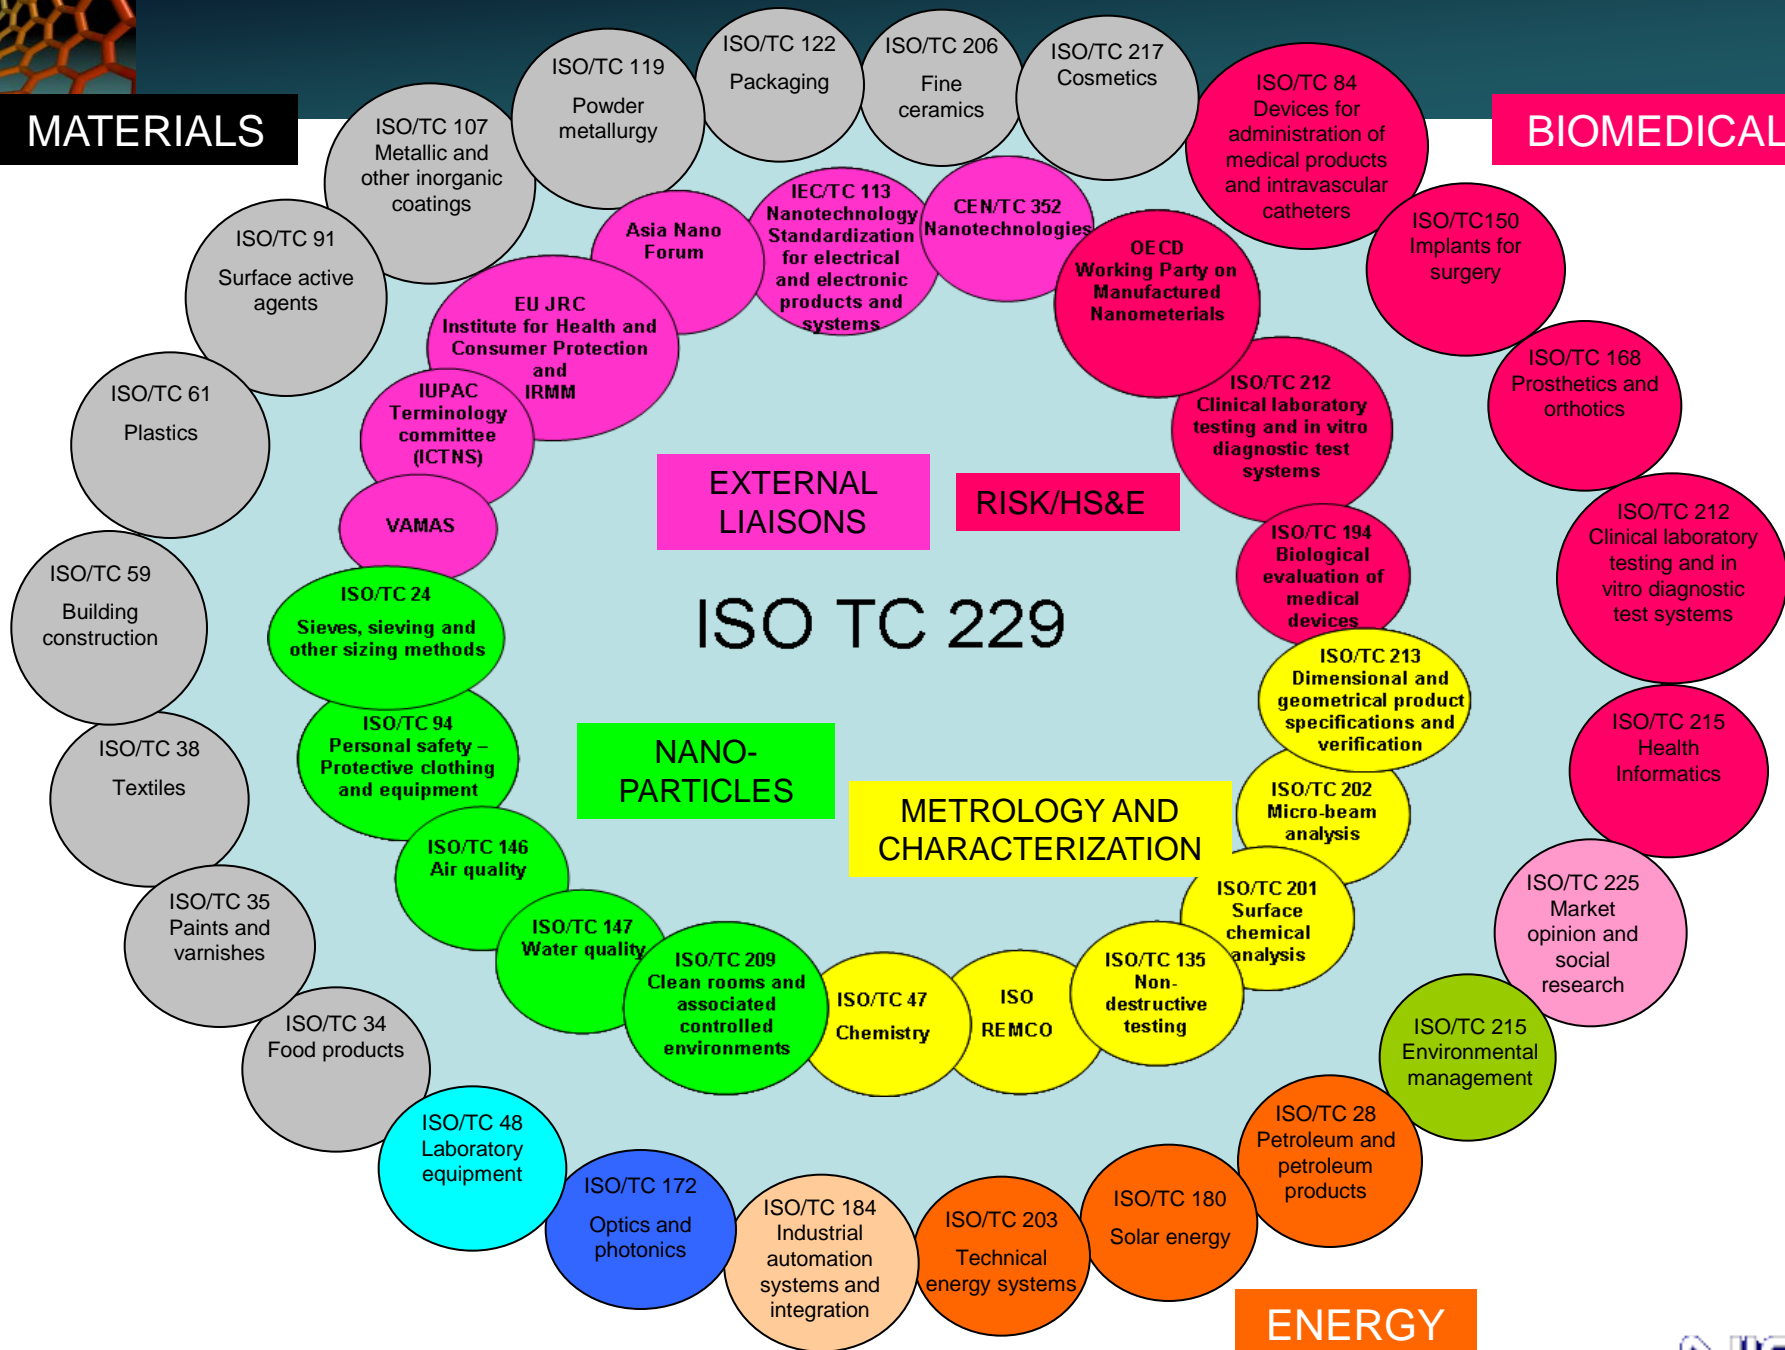 MATERIALS
BIOMEDICAL
ENERGY
EXTERNAL
LIAISONS
RISK/HS&E
ISO TC 229
NANO-
PARTICLES
METROLOGY AND
CHARACTERIZATION
ISO/TC 122
Packaging
ISO/TC 206
Fine
ceramics
ISO/TC 217
Cosmetics
ISO/TC 84
Devices for
administration of
medical products
and intravascular
catheters
ISO/TC150
Implants for
surgery
ISO/TC 168
Prosthetics and
orthotics
ISO/TC 212
Clinical laboratory
testing and in
vitro diagnostic
test systems
ISO/TC 215
Health
Informatics
ISO/TC 225
Market
opinion and
social
research
ISO/TC 215
Environmental
management
ISO/TC 28
Petroleum and
petroleum
products
ISO/TC 180
Solar energy
ISO/TC 203
Technical
energy systems
ISO/TC 184
Industrial
automation
systems and
integration
ISO/TC 172
Optics and
photonics
ISO/TC 48
Laboratory
equipment
ISO/TC 34
Food products
ISO/TC 35
Paints and
varnishes
ISO/TC 38
Textiles
ISO/TC 59
Building
construction
ISO/TC 61
Plastics
ISO/TC 91
Surface active
agents
ISO/TC 107
Metallic and
other inorganic
coatings
ISO/TC 119
Powder
metallurgy
Asia Nano
Forum
IEC/TC 113
Nanotechnology
Standardization
for electrical
and electronic
products and
systems
CEN/TC 352
Nanotechnologies
OECD
Working Party on
Manufactured
Nanometerials
ISO/TC 212
Clinical laboratory
testing and in vitro
diagnostic test
systems
ISO/TC 194
Biological
evaluation of
medical
devices
ISO/TC 213
Dimensional and
geometrical product
specifications and
verification
ISO/TC 202
Micro-beam
analysis
ISO/TC 201
Surface
chemical
analysis
ISO/TC 135
Non-
destructive
testing
ISO
REMCO
ISO/TC 47
Chemistry
ISO/TC 209
Clean rooms and
associated
controlled
environments
ISO/TC 147
Water quality
ISO/TC 146
Air quality
ISO/TC 94
Personal safety –
Protective clothing
and equipment
ISO/TC 24
Sieves, sieving and
other sizing methods
VAMAS
IUPAC
Terminology
committee
(ICTNS)
EU JRC
Institute for Health and
Consumer Protection
and
IRMM